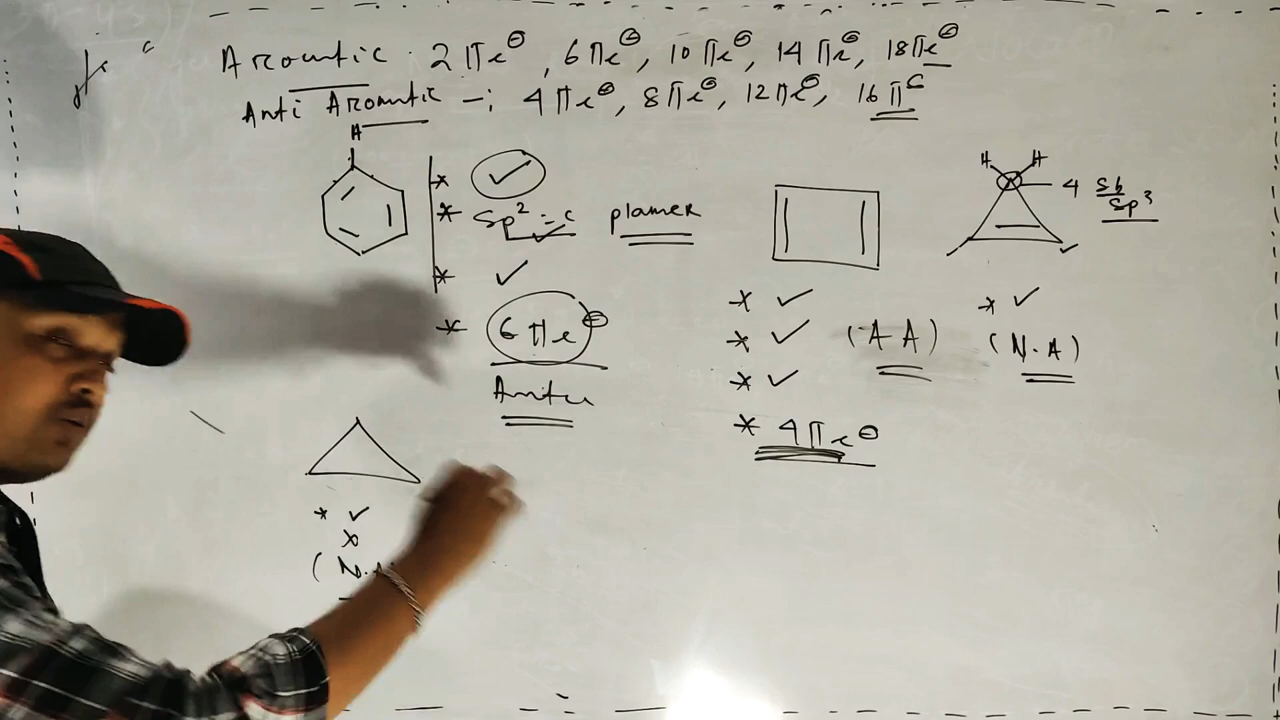 Aromatic : 2πe⊖, 6πe⊖, 10πe⊖, 14πe⊖, 18πe⊖
Anti Aromatic -: 4πe⊖, 8πe⊖, 12πe⊖, 16πe
H
* ✓
* Sp² -c planer
* ✓
* 6πe⊖
H H
4 Sb
Sp³
* ✓
* ✓ (A A)
* ✓
* 4πe⊖
* ✓
(N.A)
* ✓
x
(N.